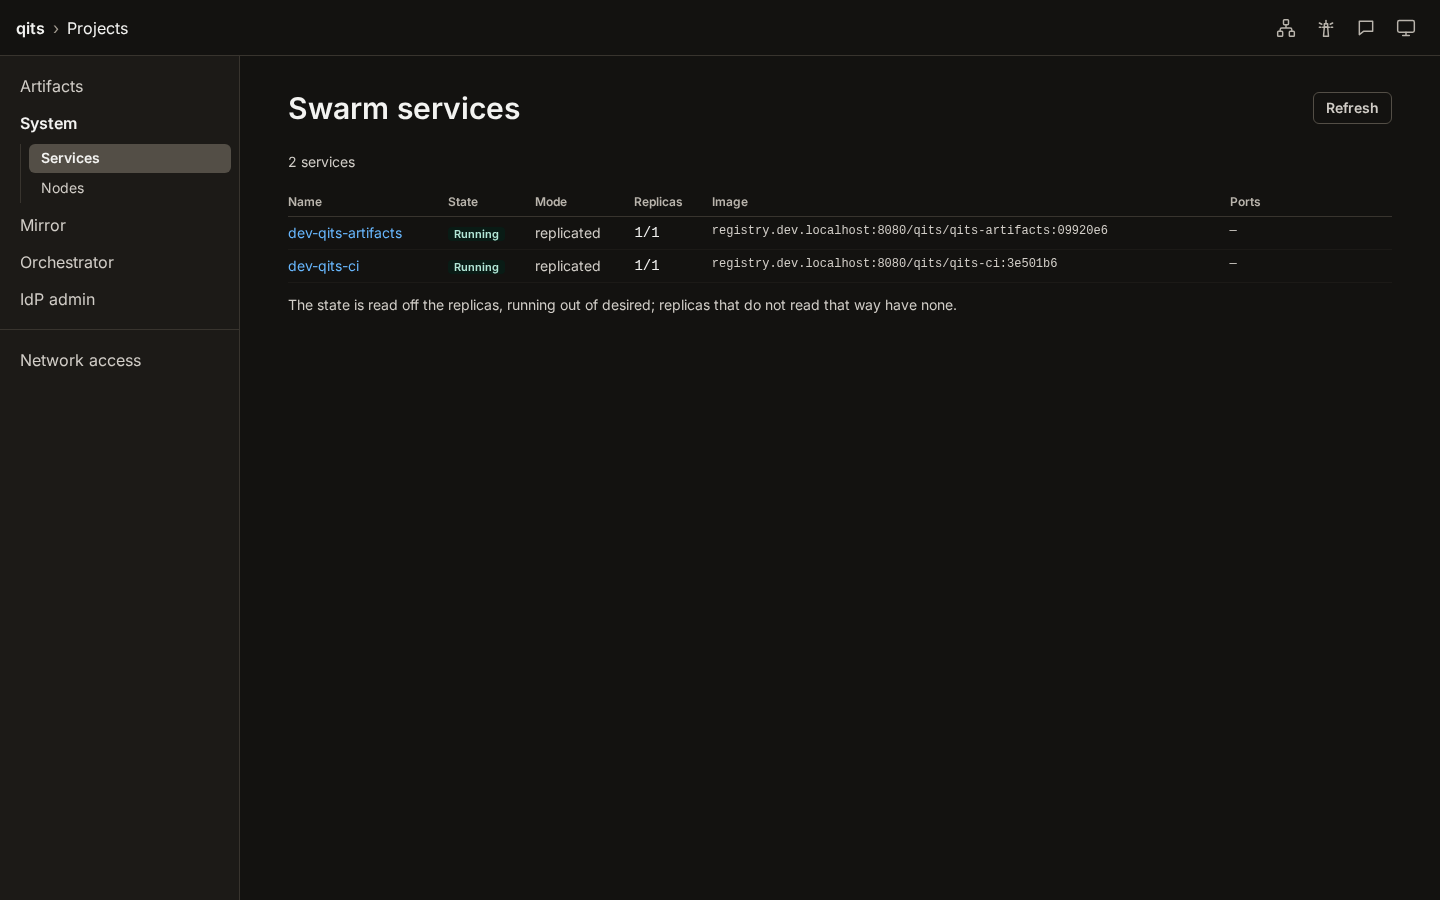 qits › Projects
Artifacts
System
Services
Nodes
Mirror
Orchestrator
IdP admin
Network access
Swarm services
Refresh
2 services
Name State Mode Replicas Image Ports
dev-qits-artifacts Running replicated 1/1 registry.dev.localhost:8080/qits/qits-artifacts:09920e6 —
dev-qits-ci Running replicated 1/1 registry.dev.localhost:8080/qits/qits-ci:3e501b6 —
The state is read off the replicas, running out of desired; replicas that do not read that way have none.